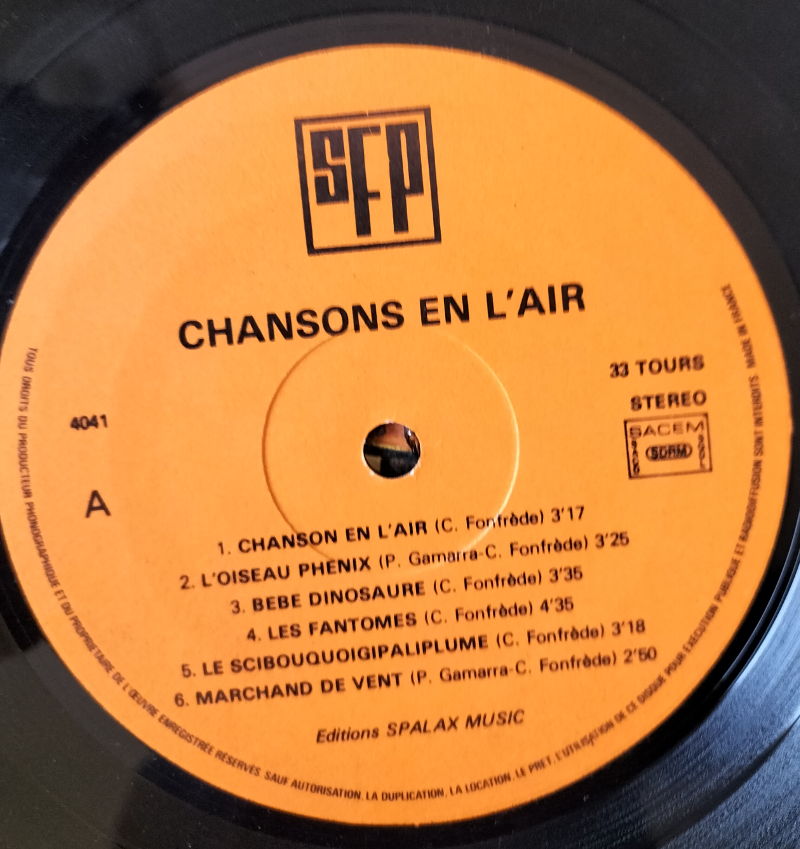 SFP
CHANSONS EN L'AIR
33 TOURS
STEREO
4041
SACEM
SDRM
A
1. CHANSON EN L'AIR (C. Fonfrède) 3'17
2. L'OISEAU PHENIX (P. Gamarra-C. Fonfrède) 3'25
3. BEBE DINOSAURE (C. Fonfrède) 3'35
4. LES FANTOMES (C. Fonfrède) 4'35
5. LE SCIBOUQUOIGIPALIPLUME (C. Fonfrède) 3'18
6. MARCHAND DE VENT (P. Gamarra-C. Fonfrède) 2'50
Editions SPALAX MUSIC
TOUS DROITS DU PRODUCTEUR PHONOGRAPHIQUE ET DU PROPRIETAIRE DE L'ŒUVRE ENREGISTRÉE RÉSERVÉS. SAUF AUTORISATION, LA DUPLICATION, LA LOCATION, LE PRET, L'UTILISATION DE CE DISQUE POUR EXÉCUTION PUBLIQUE ET RADIODIFFUSION SONT INTERDITS. MADE IN FRANCE